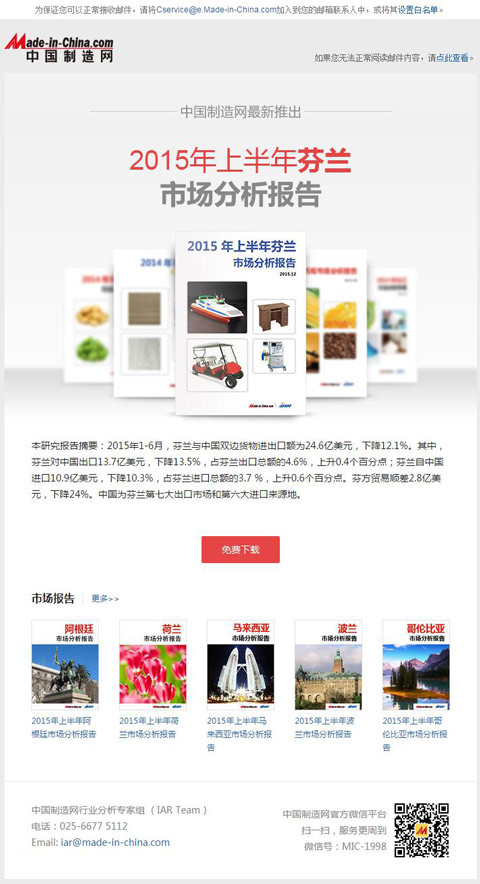 为保证您可以正常接收邮件，请将Cservice@e.Made-in-China.com加入到您的邮箱联系人中，或将其设置白名单。
Made-in-China.com
中国制造网
如果您无法正常阅读邮件内容，请点此查看。
中国制造网最新推出
2015年上半年芬兰
市场分析报告
2015 年上半年芬兰
市场分析报告
2015.12
Made-in-China.com
本研究报告摘要：2015年1-6月，芬兰与中国双边货物进出口额为24.6亿美元，下降12.1%。其中，
芬兰对中国出口13.7亿美元，下降13.5%，占芬兰出口总额的4.6%，上升0.4个百分点；芬兰自中国
进口10.9亿美元，下降10.3%，占芬兰进口总额的3.7 %，上升0.6个百分点。芬方贸易顺差2.8亿美
元，下降24%。中国为芬兰第七大出口市场和第六大进口来源地。
免费下载
市场报告 | 更多>>
阿根廷
市场分析报告
荷兰
市场分析报告
马来西亚
市场分析报告
波兰
市场分析报告
哥伦比亚
市场分析报告
2015年上半年阿
根廷市场分析报告
2015年上半年荷
兰市场分析报告
2015年上半年马
来西亚市场分析报
告
2015年上半年波
兰市场分析报告
2015年上半年哥
伦比亚市场分析报
告
中国制造网行业分析专家组（ IAR Team ）
电话：025-6677 5112
Email: iar@made-in-china.com
中国制造网官方微信平台
扫一扫，服务更周到
微信号：MIC-1998